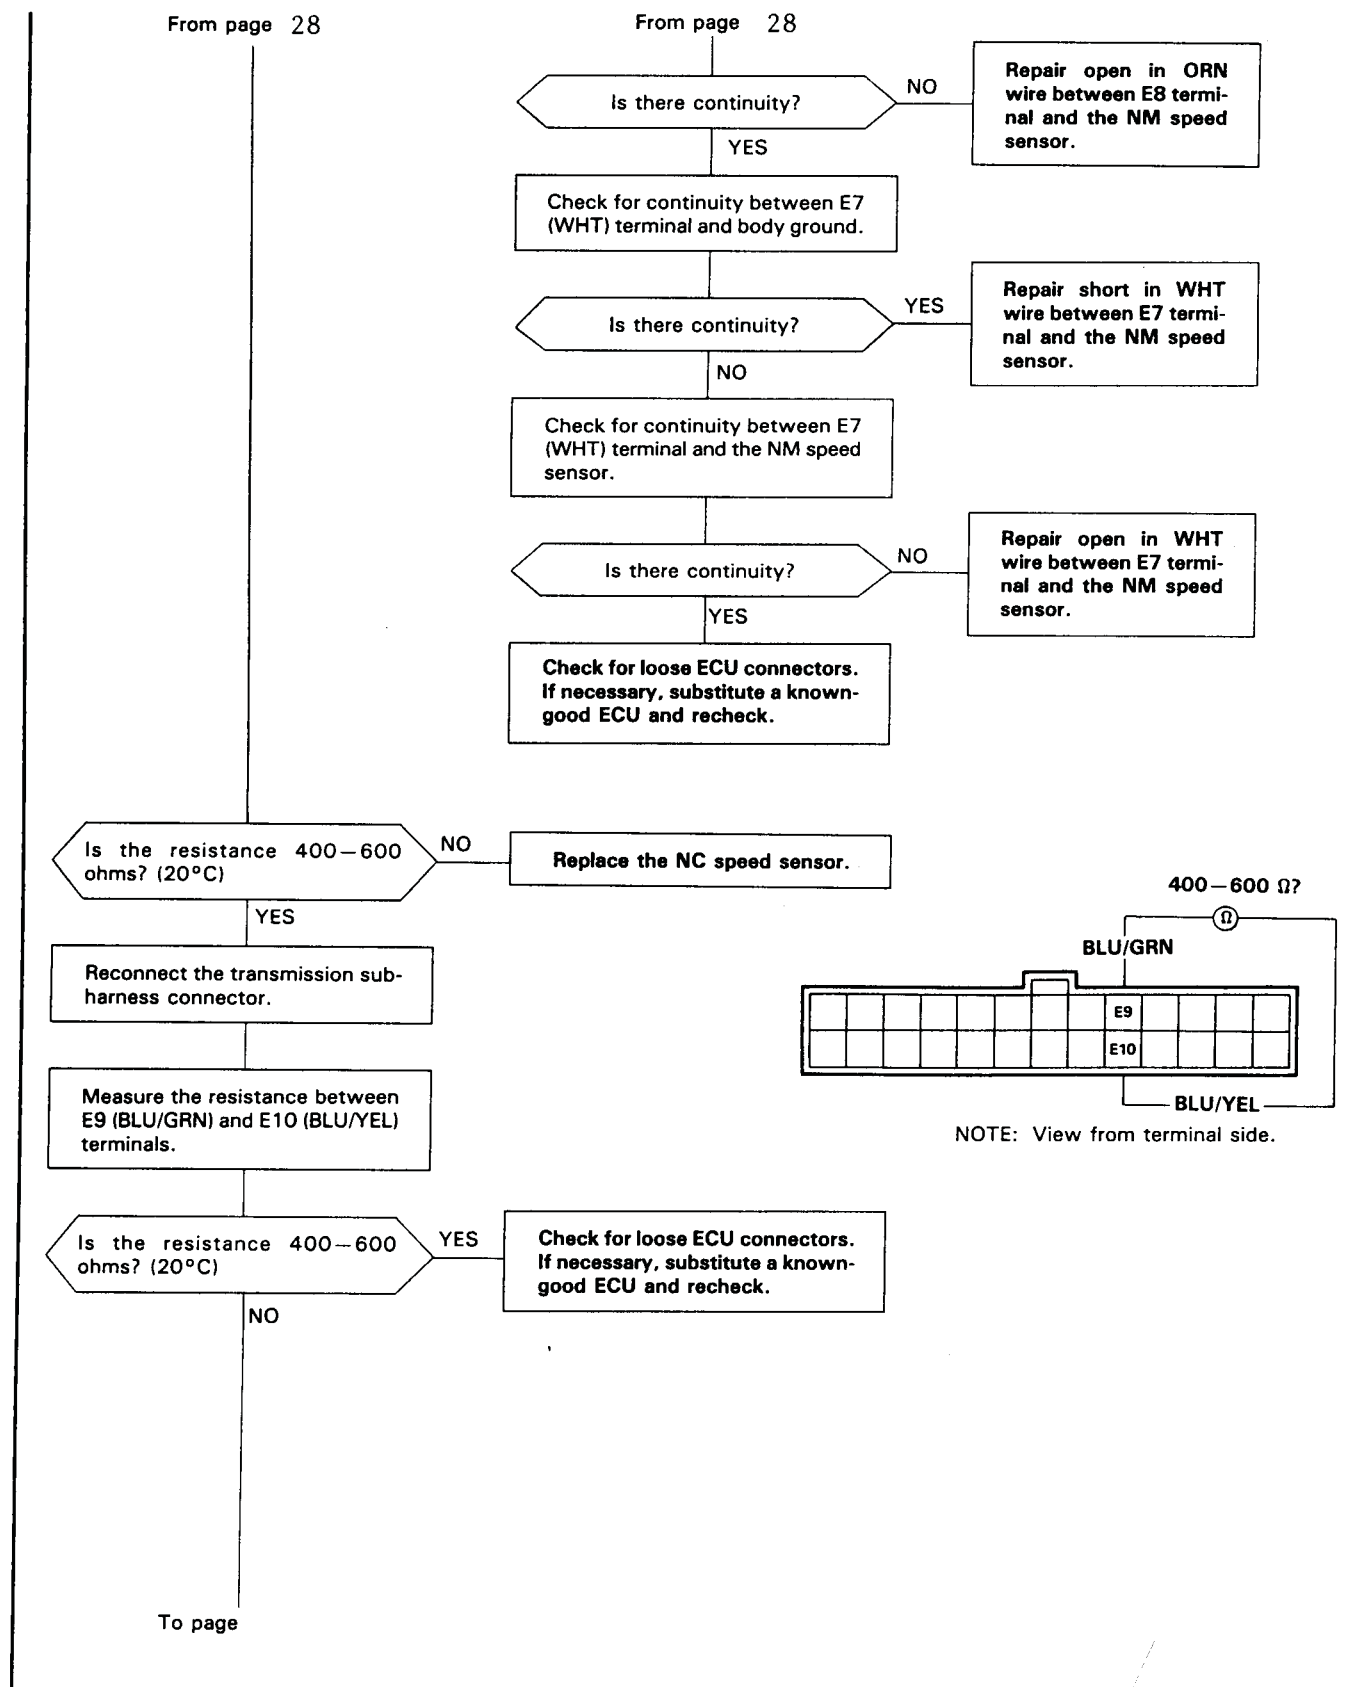 From page 28
From page 28
Is there continuity?
NO
Repair open in ORN
wire between E8 termi-
nal and the NM speed
sensor.
YES
Check for continuity between E7
(WHT) terminal and body ground.
Is there continuity?
YES
Repair short in WHT
wire between E7 termi-
nal and the NM speed
sensor.
NO
Check for continuity between E7
(WHT) terminal and the NM speed
sensor.
Is there continuity?
NO
Repair open in WHT
wire between E7 termi-
nal and the NM speed
sensor.
YES
Check for loose ECU connectors.
If necessary, substitute a known-
good ECU and recheck.
Is the resistance 400–600
ohms? (20°C)
NO
Replace the NC speed sensor.
YES
Reconnect the transmission sub-
harness connector.
Measure the resistance between
E9 (BLU/GRN) and E10 (BLU/YEL)
terminals.
Is the resistance 400–600
ohms? (20°C)
YES
Check for loose ECU connectors.
If necessary, substitute a known-
good ECU and recheck.
NO
To page
400–600 Ω?
Ω
BLU/GRN
E9
E10
BLU/YEL
NOTE: View from terminal side.